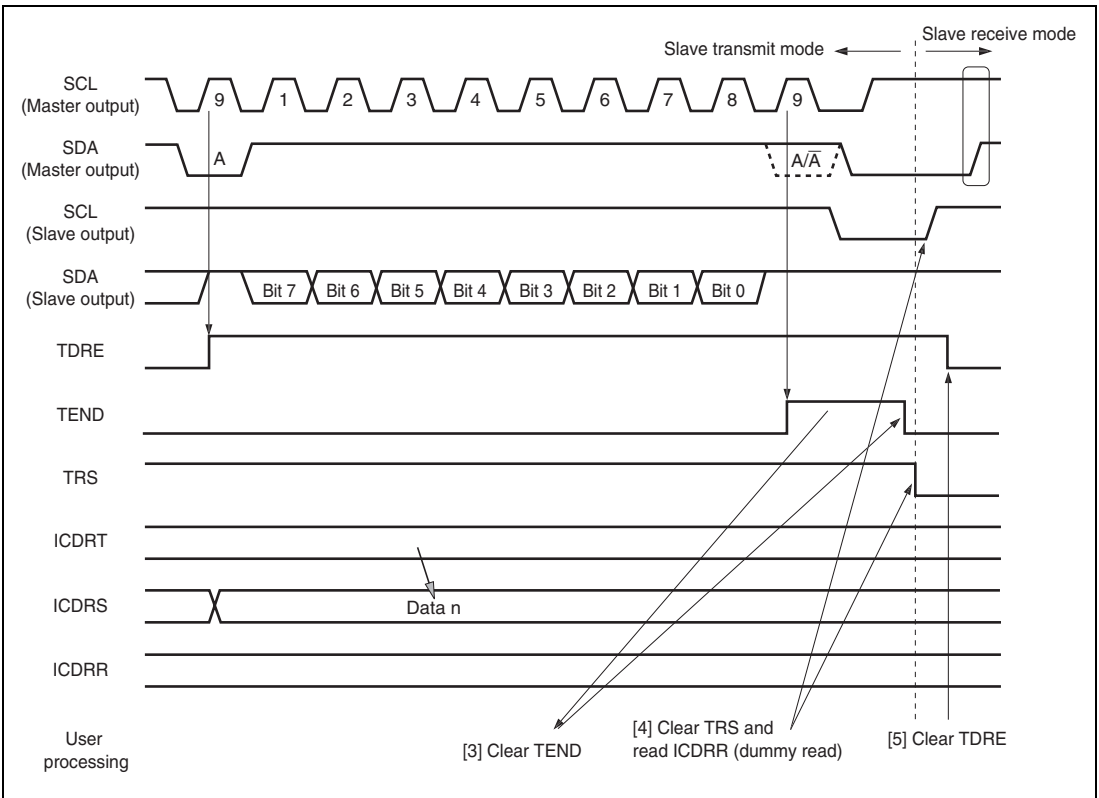 Slave transmit mode
Slave receive mode
SCL
(Master output)
9 1 2 3 4 5 6 7 8 9
SDA
(Master output)
A
A/A̅
SCL
(Slave output)
SDA
(Slave output)
Bit 7 Bit 6 Bit 5 Bit 4 Bit 3 Bit 2 Bit 1 Bit 0
TDRE
TEND
TRS
ICDRT
ICDRS
Data n
ICDRR
User
processing
[3] Clear TEND
[4] Clear TRS and
read ICDRR (dummy read)
[5] Clear TDRE